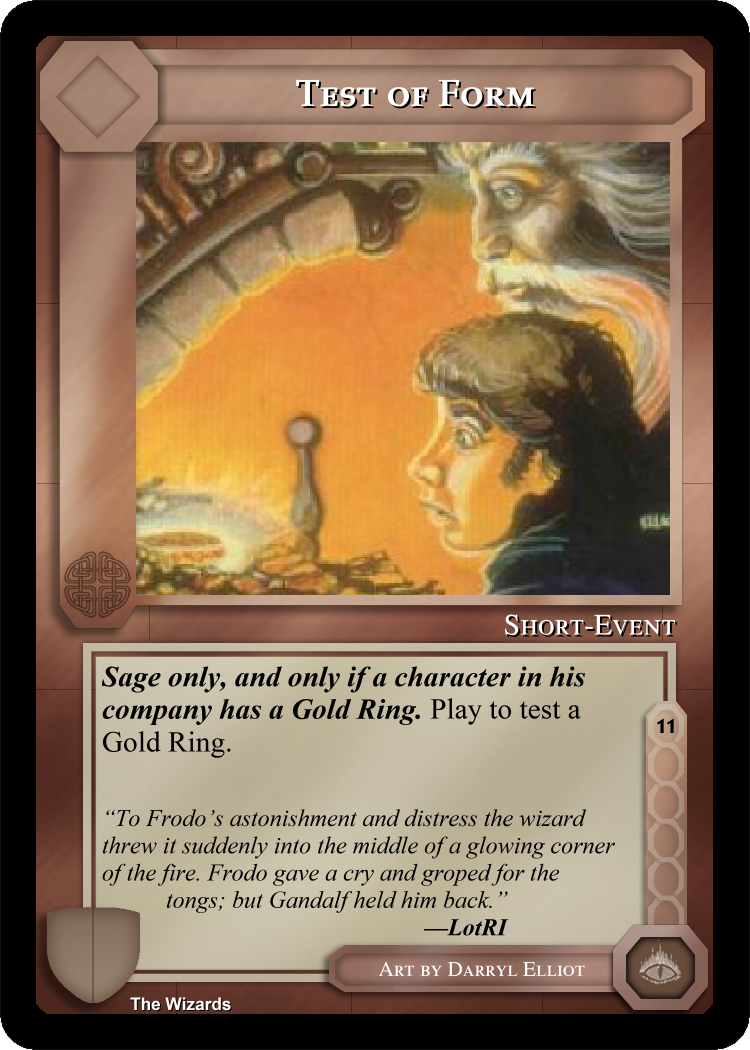 Test of Form
Short-Event
Sage only, and only if a character in his
company has a Gold Ring. Play to test a
Gold Ring.
“To Frodo’s astonishment and distress the wizard
threw it suddenly into the middle of a glowing corner
of the fire. Frodo gave a cry and groped for the
tongs; but Gandalf held him back.”
—LotRI
11
Art by Darryl Elliot
The Wizards